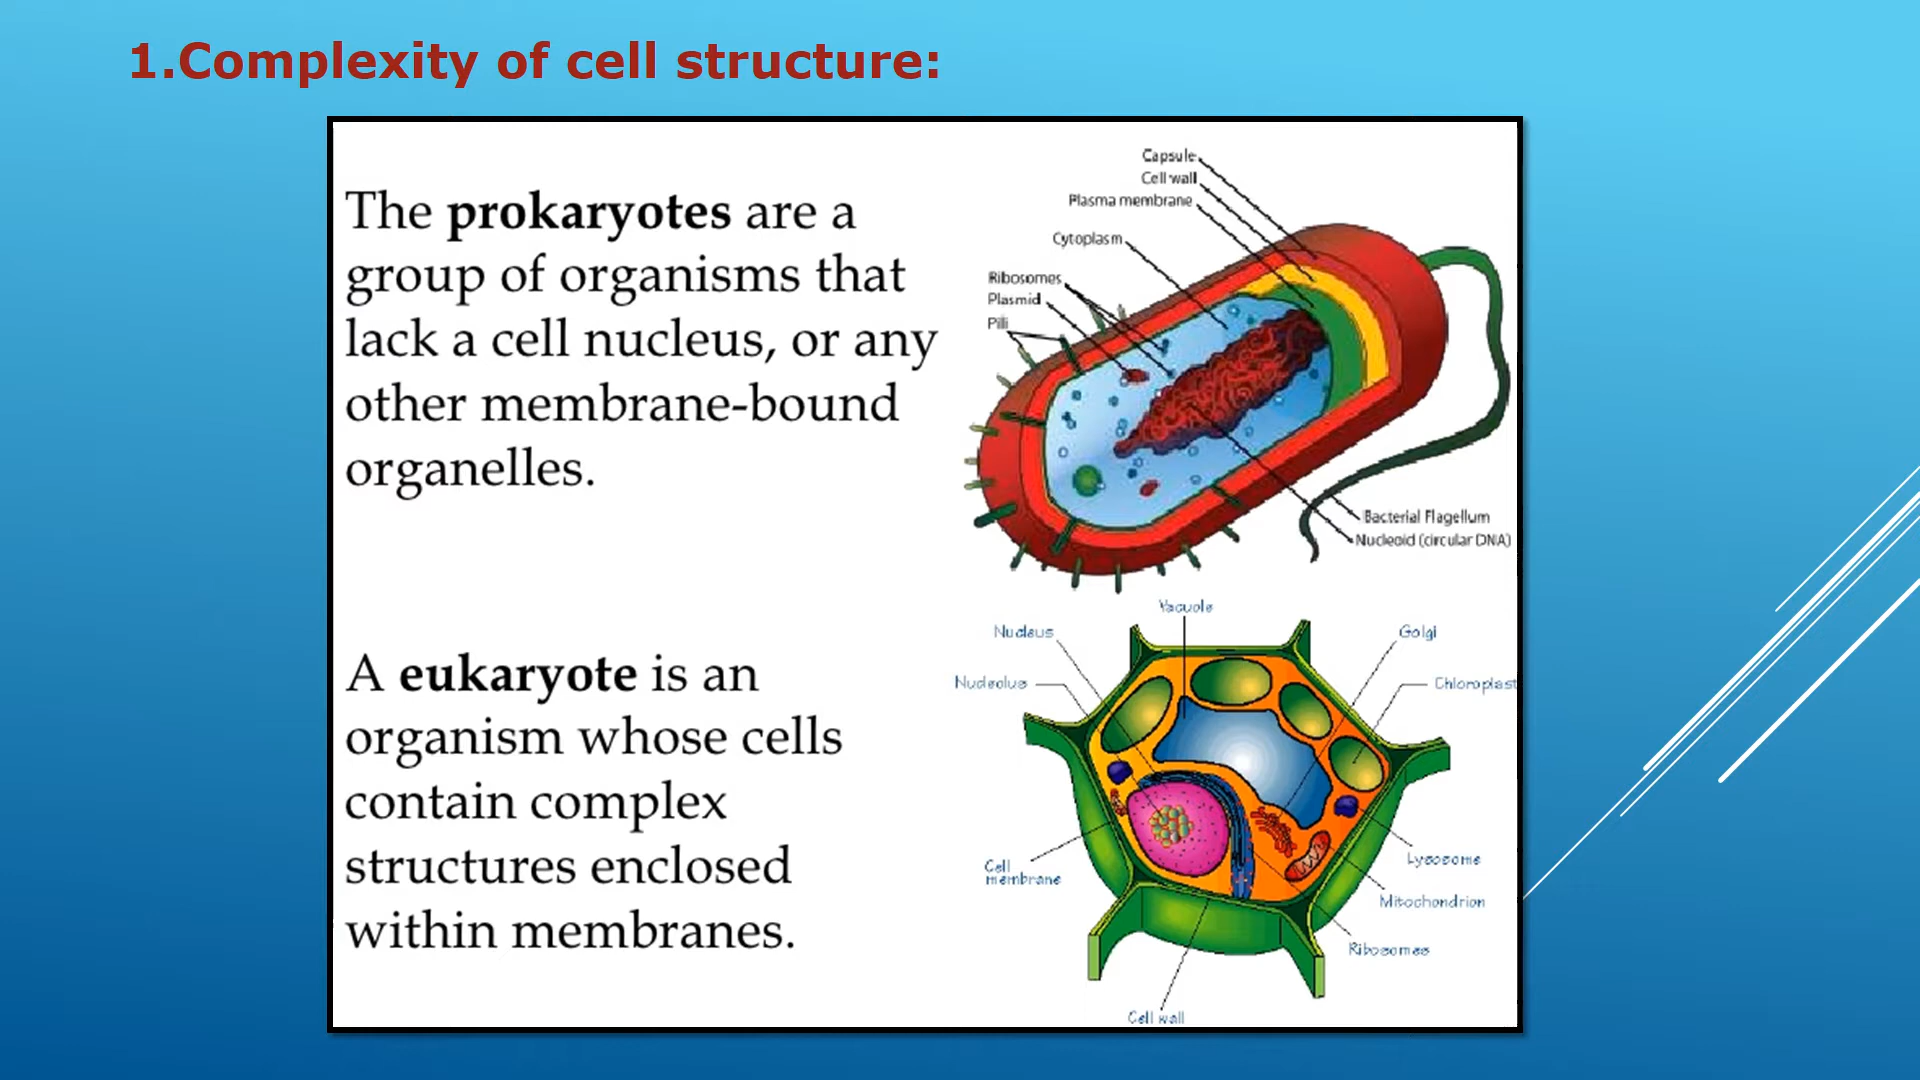 1.Complexity of cell structure:
The prokaryotes are a
group of organisms that
lack a cell nucleus, or any
other membrane-bound
organelles.
Capsule
Cell wall
Plasma membrane
Cytoplasm
Ribosomes
Plasmid
Pilli
Bacterial Flagellum
Nucleoid (circular DNA)
A eukaryote is an
organism whose cells
contain complex
structures enclosed
within membranes.
Vacuole
Nucleus
Golgi
Nucleolus
Chloroplast
Cell
membrane
Lysosome
Mitochondrion
Ribosomes
Cell wall